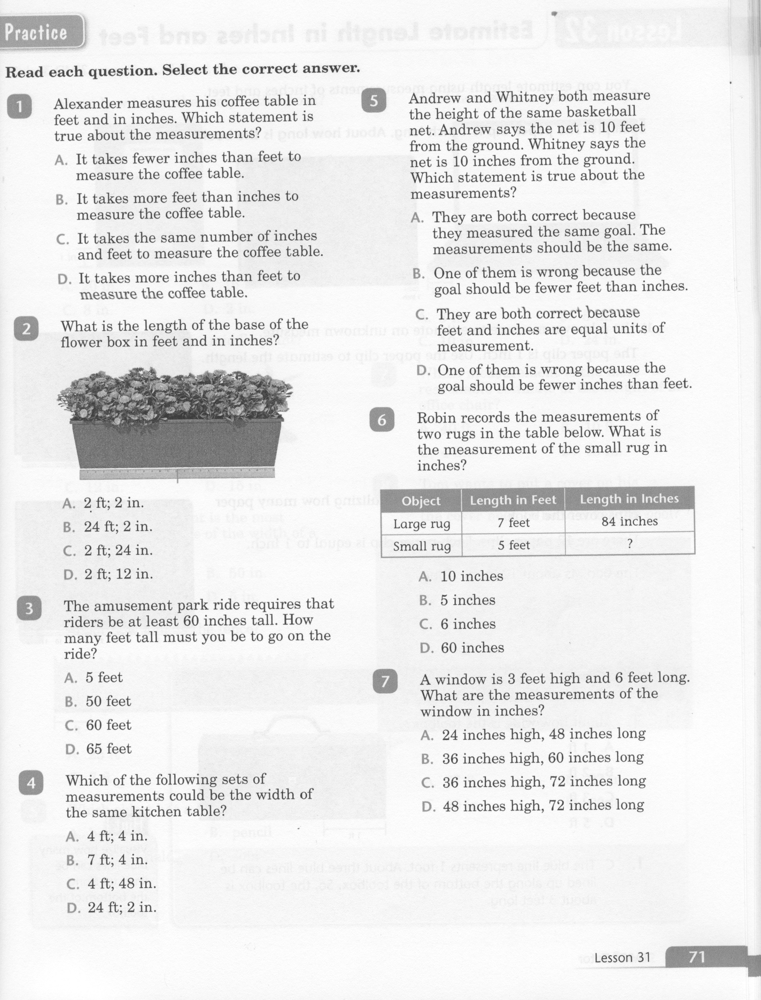 Practice
Read each question. Select the correct answer.
1
Alexander measures his coffee table in
feet and in inches. Which statement is
true about the measurements?
A. It takes fewer inches than feet to
measure the coffee table.
B. It takes more feet than inches to
measure the coffee table.
C. It takes the same number of inches
and feet to measure the coffee table.
D. It takes more inches than feet to
measure the coffee table.
2
What is the length of the base of the
flower box in feet and in inches?
A. 2 ft; 2 in.
B. 24 ft; 2 in.
C. 2 ft; 24 in.
D. 2 ft; 12 in.
3
The amusement park ride requires that
riders be at least 60 inches tall. How
many feet tall must you be to go on the
ride?
A. 5 feet
B. 50 feet
C. 60 feet
D. 65 feet
4
Which of the following sets of
measurements could be the width of
the same kitchen table?
A. 4 ft; 4 in.
B. 7 ft; 4 in.
C. 4 ft; 48 in.
D. 24 ft; 2 in.
5
Andrew and Whitney both measure
the height of the same basketball
net. Andrew says the net is 10 feet
from the ground. Whitney says the
net is 10 inches from the ground.
Which statement is true about the
measurements?
A. They are both correct because
they measured the same goal. The
measurements should be the same.
B. One of them is wrong because the
goal should be fewer feet than inches.
C. They are both correct because
feet and inches are equal units of
measurement.
D. One of them is wrong because the
goal should be fewer inches than feet.
6
Robin records the measurements of
two rugs in the table below. What is
the measurement of the small rug in
inches?
Object Length in Feet Length in Inches
Large rug 7 feet 84 inches
Small rug 5 feet ?
A. 10 inches
B. 5 inches
C. 6 inches
D. 60 inches
7
A window is 3 feet high and 6 feet long.
What are the measurements of the
window in inches?
A. 24 inches high, 48 inches long
B. 36 inches high, 60 inches long
C. 36 inches high, 72 inches long
D. 48 inches high, 72 inches long
Lesson 31 71